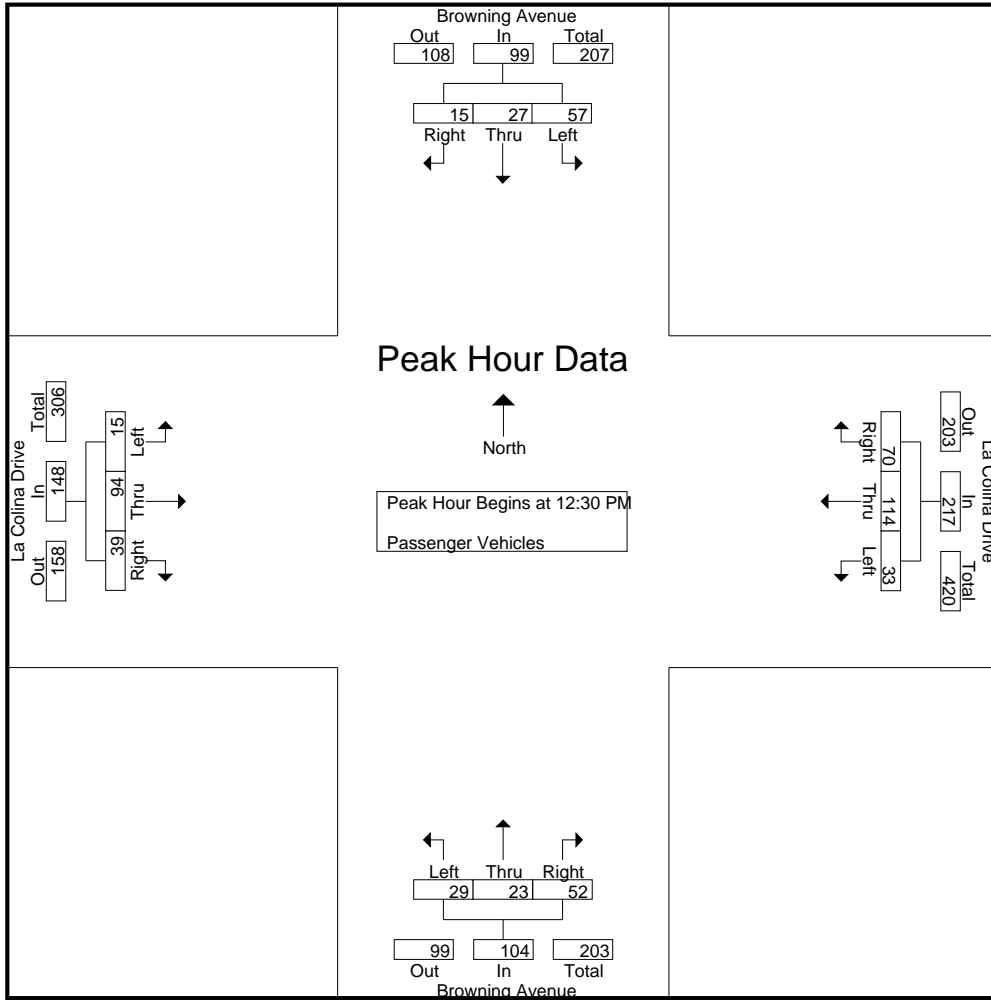 Browning Avenue
Out In Total
108 99 207
15 27 57
Right Thru Left
Peak Hour Data
North
Peak Hour Begins at 12:30 PM
Passenger Vehicles
La Colina Drive
Total In Out
306 148 158
15 94 39
Left Thru Right
La Colina Drive
Out In Total
203 217 420
70 114 33
Right Thru Left
Left Thru Right
29 23 52
99 104 203
Out In Total
Browning Avenue